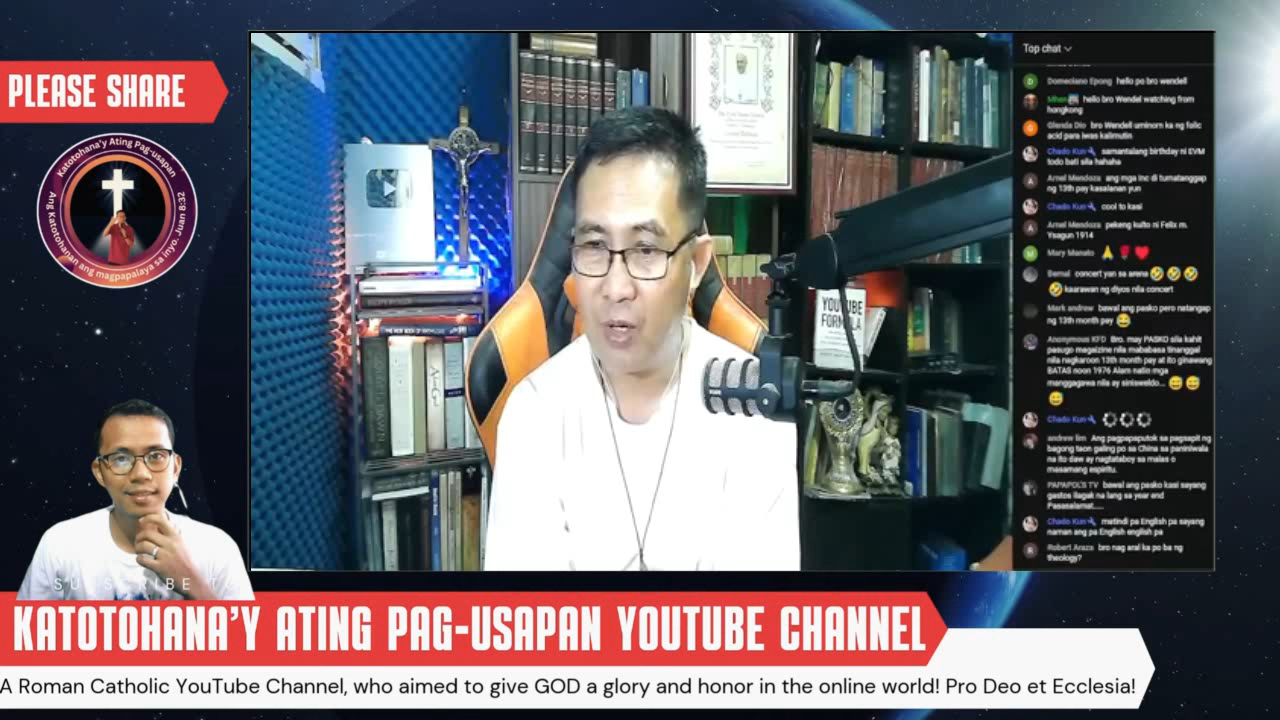 PLEASE SHARE
Katotohana'y Ating Pag-usapan
Ang Katotohanan ang magpapalaya sa inyo. Juan 8:32
YOUTUBE
FORMULA
Top chat
D Domeciano Epong hello po bro wendell
hello bro Wendel watching from
hongkong
G Glenda Dio bro Wendell uminom ka ng folic
acid para iwas kalimutin
Chado Kun samantalang birthday ni EVM
todo bati sila hahaha
A Arnel Mendoza ang mga inc di tumatanggap
ng 13th pay kasalanan yun
Chado Kun cool to kasi
A Arnel Mendoza pekeng kulto ni Felix m.
Ysagun 1914
M Mary Manato 🙏🌹❤️
Bernal concert yan sa arena 🤣🤣🤣
🤣 kaarawan ng diyos nila concert
Mark andrew bawal ang pasko pero natangap
ng 13th month pay 😂
Anonymous KFD Bro. may PASKO sila kahit
pasugo magaizine nila mababasa tinanggal
nila nagkaroon 13th month pay at ito ginawang
BATAS noon 1976 Alam natin mga
manggagawa nila ay sinisweldo... 😅😅
😅
Chado Kun
andrew lim Ang pagpapaputok sa pagsapit ng
bagong taon galing po sa China sa paniniwala
na ito daw ay nagtataboy sa malas o
masamang espiritu.
PAPAPOL'S TV bawal ang pasko kasi sayang
gastos ilagak na lang sa year end
Pasasalamat.....
Chado Kun matindi pa English pa sayang
naman ang pa English english pa
R Robert Araza bro nag aral ka po ba ng
theology?
SUBSCRIBE
KATOTOHANA'Y ATING PAG-USAPAN YOUTUBE CHANNEL
A Roman Catholic YouTube Channel, who aimed to give GOD a glory and honor in the online world! Pro Deo et Ecclesia!